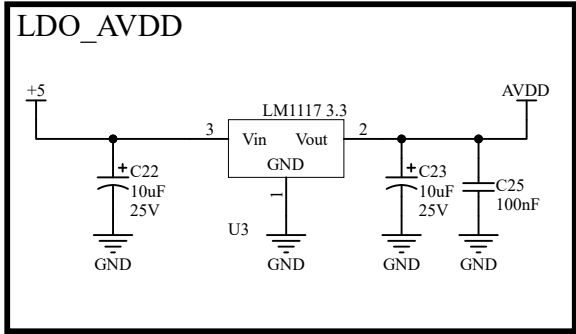 LDO_AVDD
+5
AVDD
LM1117 3.3
3
Vin
Vout
2
GND
1
U3
+
C22
10uF
25V
+
C23
10uF
25V
C25
100nF
GND
GND
GND
GND